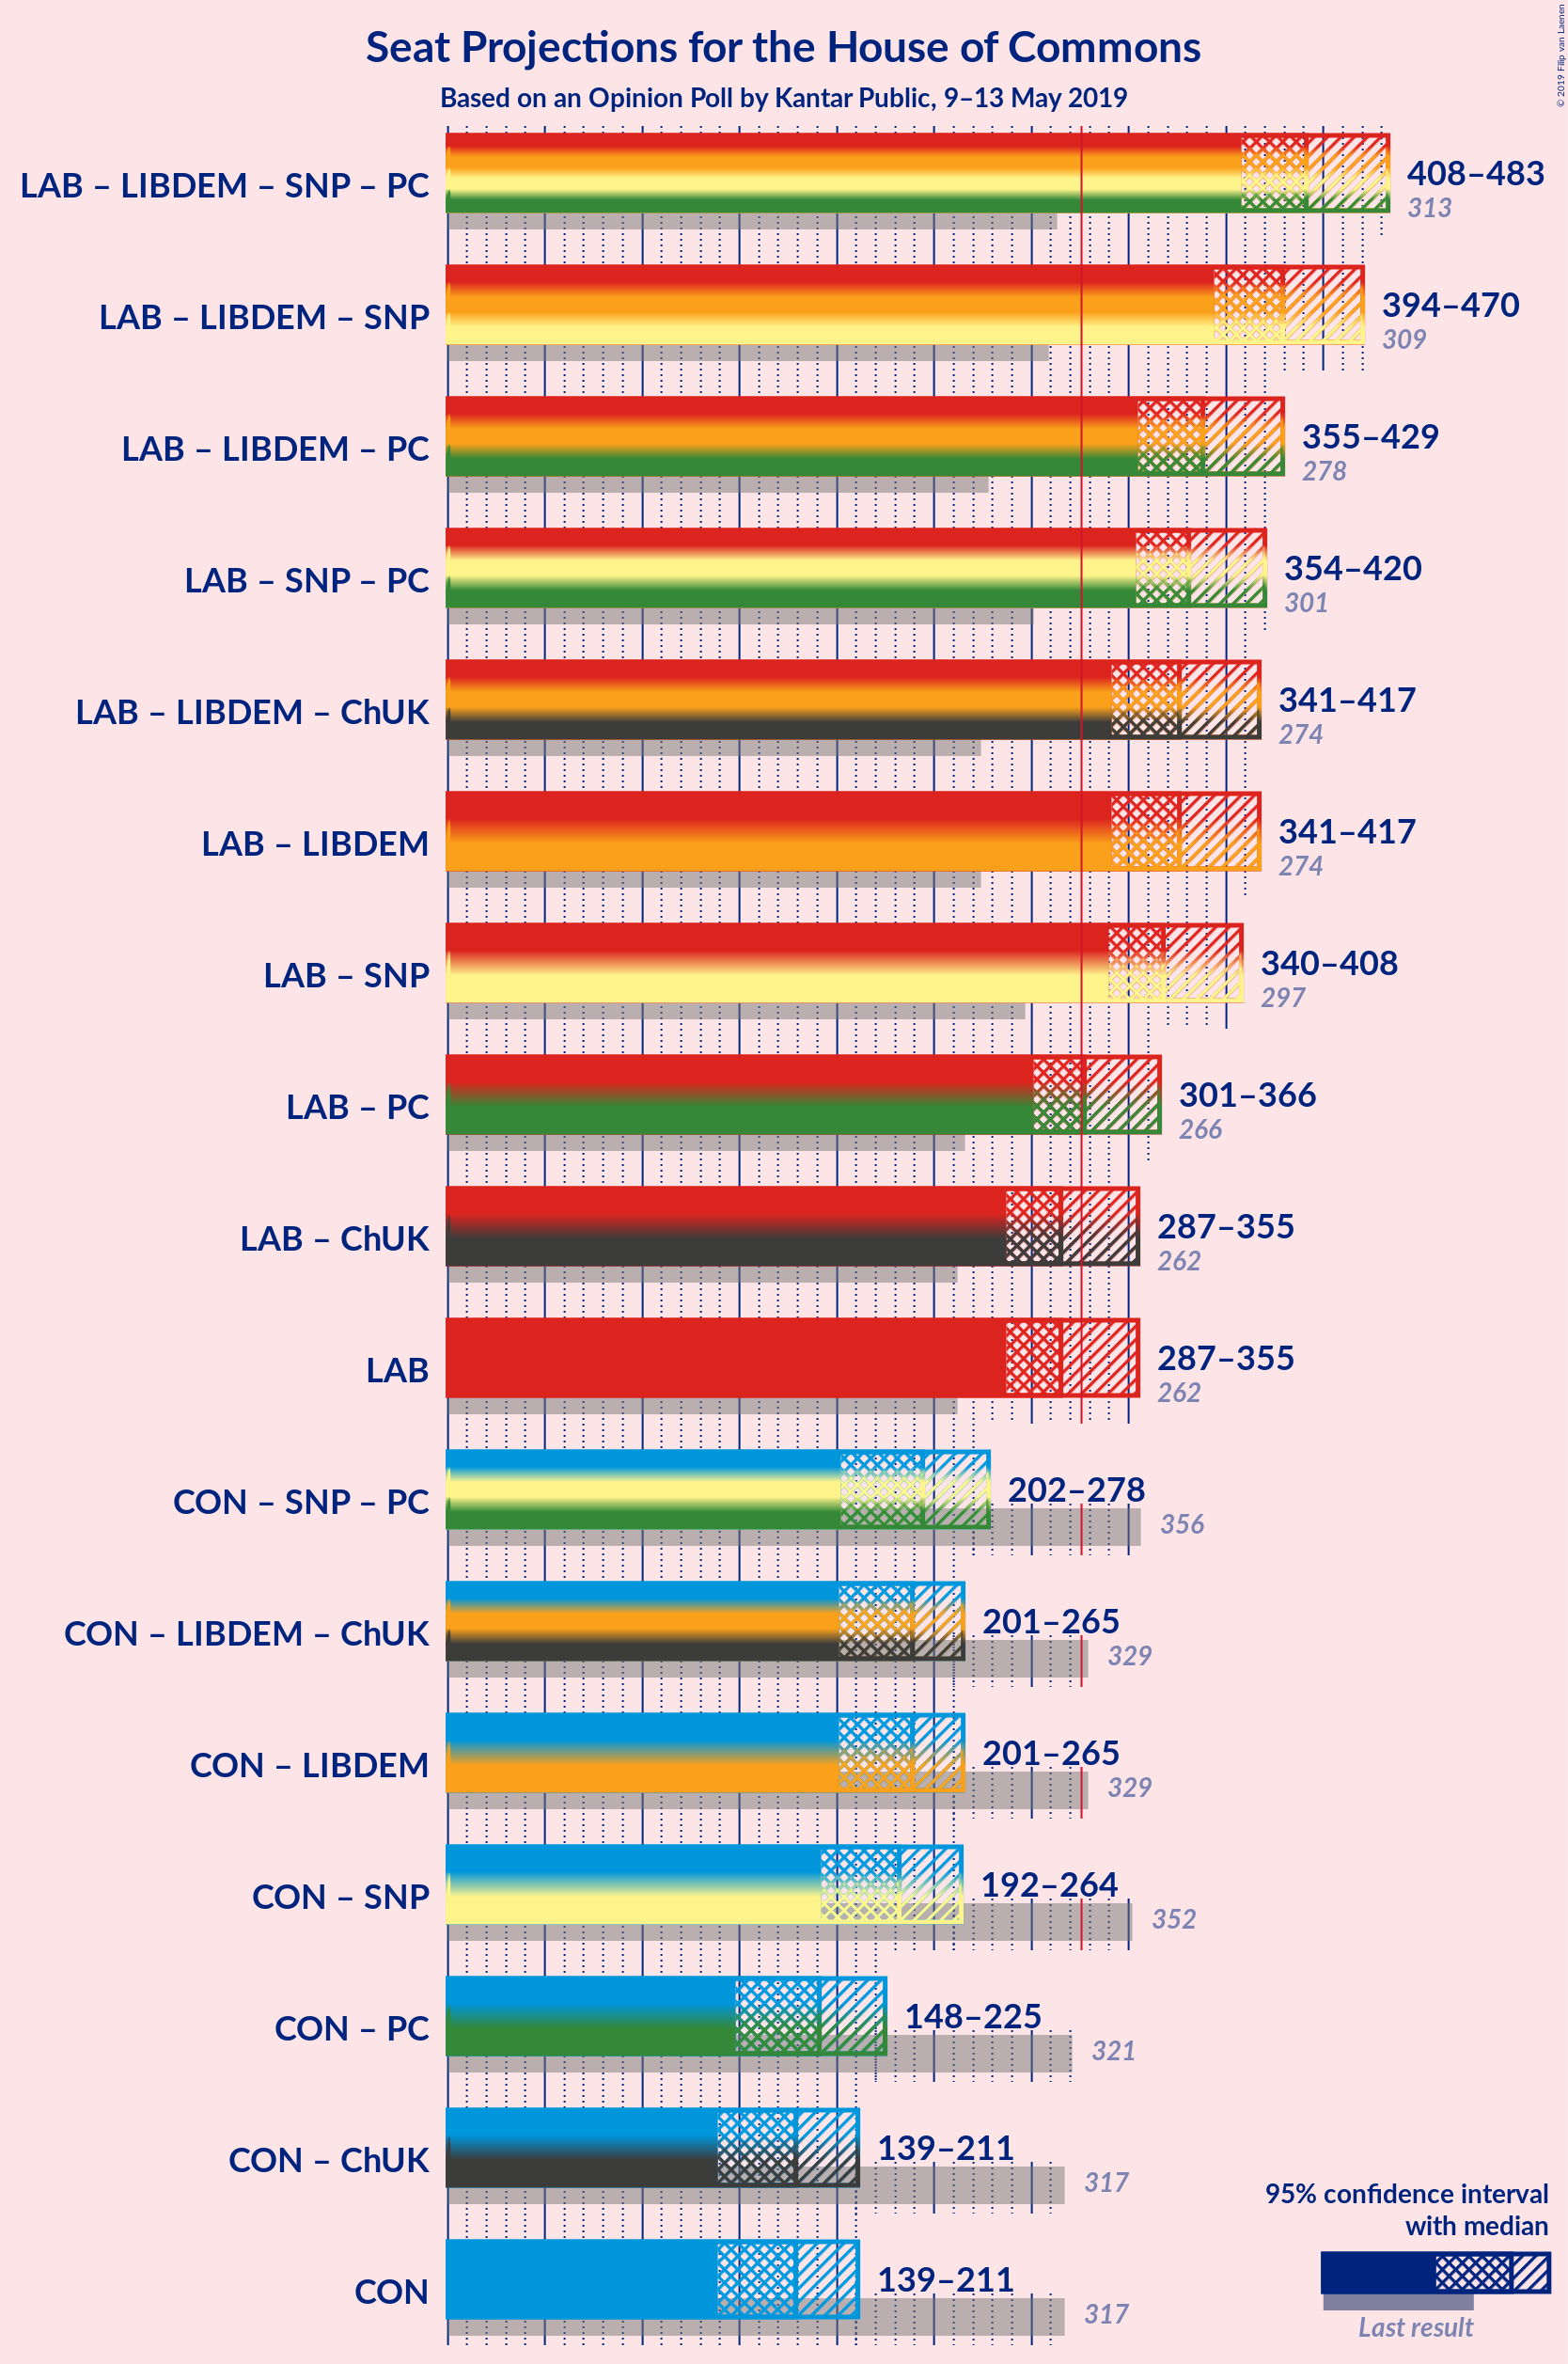 Seat Projections for the House of Commons
Based on an Opinion Poll by Kantar Public, 9–13 May 2019
© 2019 Filip van Laenen
LAB – LIBDEM – SNP – PC
408–483
313
LAB – LIBDEM – SNP
394–470
309
LAB – LIBDEM – PC
355–429
278
LAB – SNP – PC
354–420
301
LAB – LIBDEM – ChUK
341–417
274
LAB – LIBDEM
341–417
274
LAB – SNP
340–408
297
LAB – PC
301–366
266
LAB – ChUK
287–355
262
LAB
287–355
262
CON – SNP – PC
202–278
356
CON – LIBDEM – ChUK
201–265
329
CON – LIBDEM
201–265
329
CON – SNP
192–264
352
CON – PC
148–225
321
CON – ChUK
139–211
317
CON
139–211
317
95% confidence interval
with median
Last result